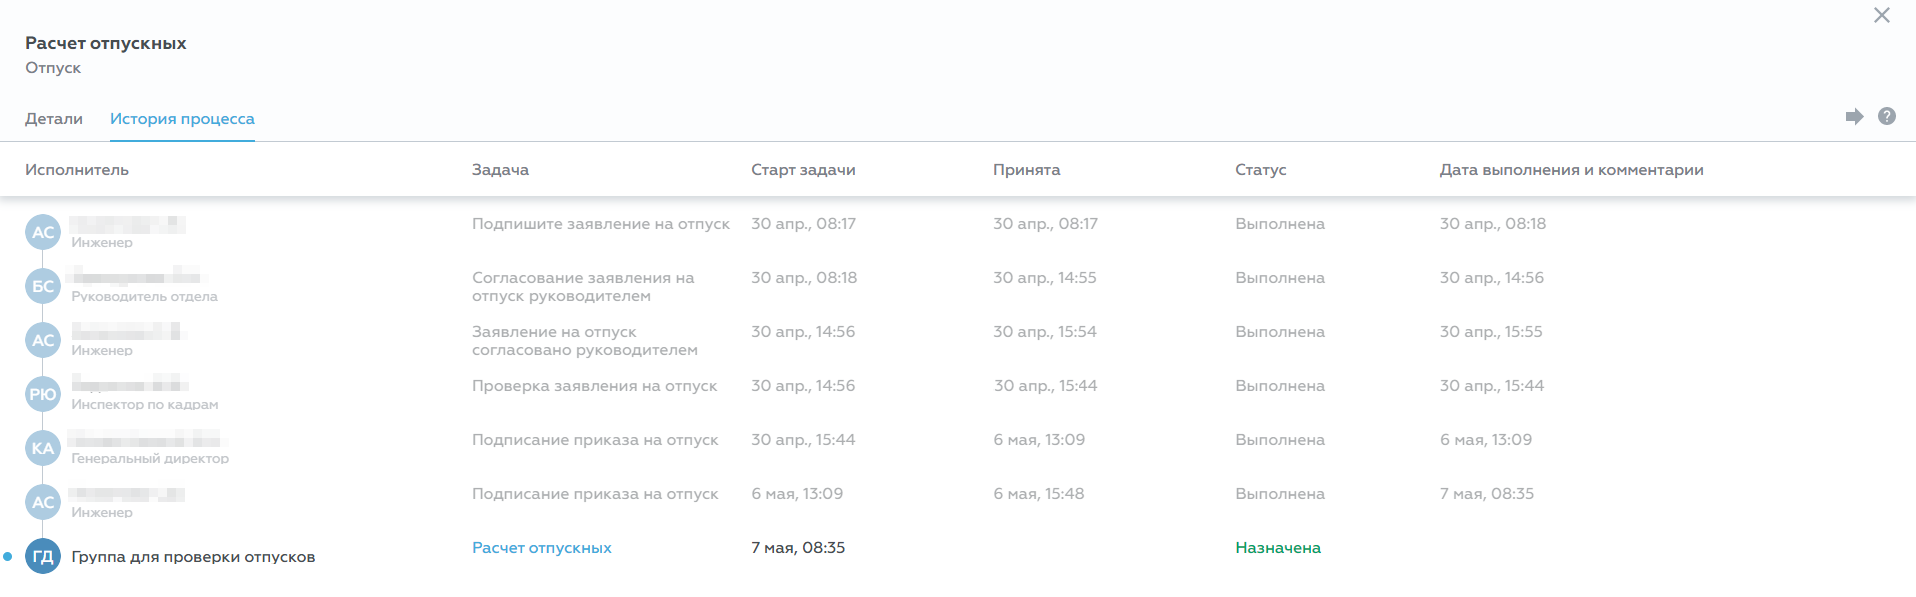 Расчет отпускных
Отпуск
Детали История процесса
?
Исполнитель Задача Старт задачи Принята Статус Дата выполнения и комментарии
АС Подпишите заявление на отпуск 30 апр., 08:17 30 апр., 08:17 Выполнена 30 апр., 08:18
Инженер
БС Согласование заявления на 30 апр., 08:18 30 апр., 14:55 Выполнена 30 апр., 14:56
Руководитель отдела отпуск руководителем
АС Заявление на отпуск 30 апр., 14:56 30 апр., 15:54 Выполнена 30 апр., 15:55
Инженер согласовано руководителем
РЮ Проверка заявления на отпуск 30 апр., 14:56 30 апр., 15:44 Выполнена 30 апр., 15:44
Инспектор по кадрам
КА Подписание приказа на отпуск 30 апр., 15:44 6 мая, 13:09 Выполнена 6 мая, 13:09
Генеральный директор
АС Подписание приказа на отпуск 6 мая, 13:09 6 мая, 15:48 Выполнена 7 мая, 08:35
Инженер
ГД Группа для проверки отпусков Расчет отпускных 7 мая, 08:35 Назначена